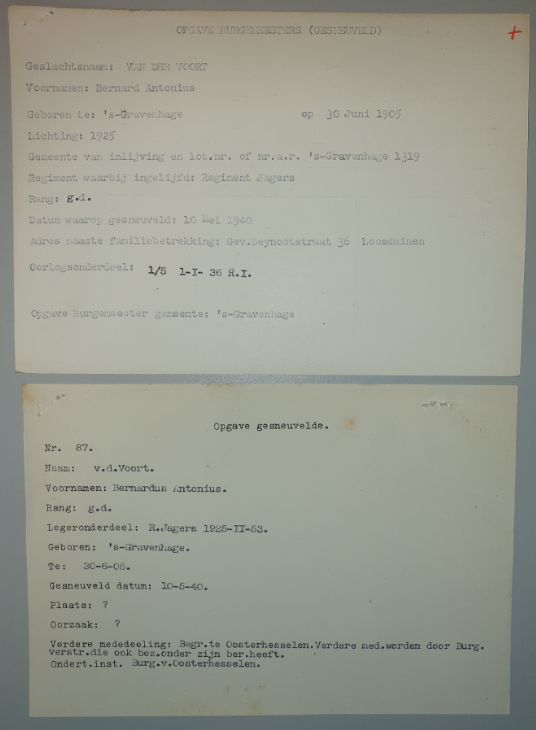 OPGAVE BURGEMEESTERS (GESNEUVELD)
+
Geslachtsnaam: VAN DER VOORT
Voornaman: Bernard Antonius
Geboren te: 's-Gravenhage op 30 Juni 1905
Lichting: 1925
Gemeente van inlijving en lot.nr. of nr.a.r. 's-Gravenhage 1319
Regiment waarbij ingelijfd: Regiment Jagers
Rang: g.d.
Datum waarop gesneuveld: 10 Mei 1940
Adres naaste familiebetrekking: Gev.Deynootstraat 36 Loosduinen
Oorlogsonderdeel: 1/5 1-I- 36 R.I.
Opgave Burgemeester gemeente: 's-Gravenhage
Opgave gesneuvelde.
Nr. 87.
Naam: v.d.Voort.
Voornamen: Bernardus Antonius.
Rang: g.d.
Legeronderdeel: R.Jagers 1925-II-53.
Geboren: 's-Gravenhage.
Te: 30-6-05.
Gesneuveld datum: 10-5-40.
Plaats: ?
Oorzaak: ?
Verdere mededeeling: Begr.te Oosterhesselen.Verdere med.worden door Burg.
verstr.die ook bez.onder zijn ber.heeft.
Ondert.inst. Burg.v.Oosterhesselen.